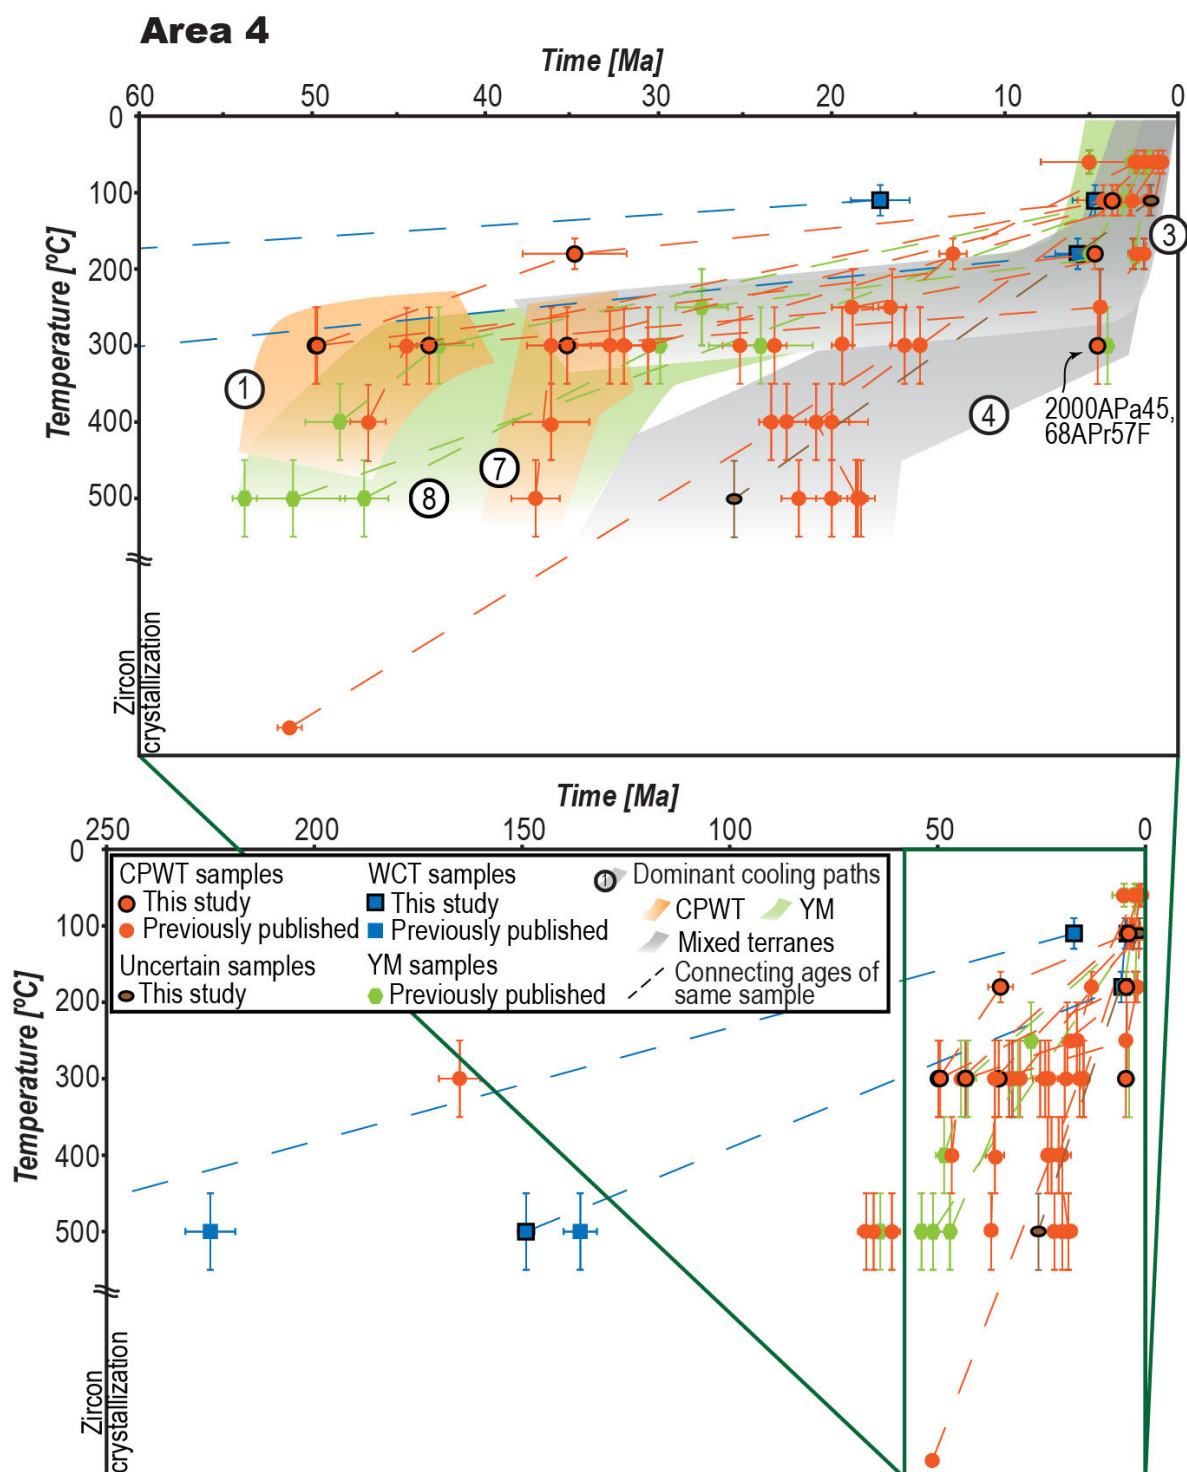 Area 4
Time [Ma]
60 50 40 30 20 10 0
0
100
200
300
400
500
Temperature [ºC]
Zircon
crystallization
1
3
4
7
8
2000APa45,
68APr57F
Time [Ma]
250 200 150 100 50 0
0
100
200
300
400
500
Temperature [ºC]
Zircon
crystallization
CPWT samples
This study
Previously published
Uncertain samples
This study
WCT samples
This study
Previously published
YM samples
Previously published
1 Dominant cooling paths
CPWT YM
Mixed terranes
Connecting ages of
same sample